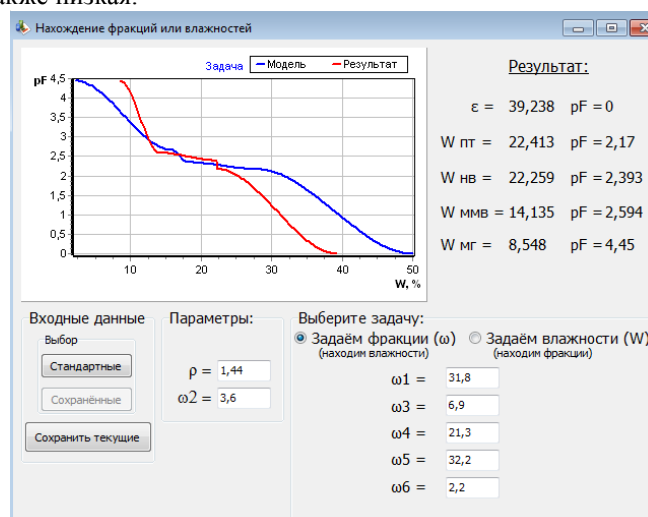 также низкая.
Нахождение фракций или влажностей
Задача Модель Результат
pF 4,5
4
3,5
3
2,5
2
1,5
1
0,5
0
10 20 30 40 50
W, %
Результат:
ε = 39,238 pF = 0
W пт = 22,413 pF = 2,17
W нв = 22,259 pF = 2,393
W ммв = 14,135 pF = 2,594
W мг = 8,548 pF = 4,45
Входные данные
Выбор
Стандартные
Сохранённые
Сохранить текущие
Параметры:
ρ = 1,44
ω2 = 3,6
Выберите задачу:
Задаём фракции (ω) Задаём влажности (W)
(находим влажности) (находим фракции)
ω1 = 31,8
ω3 = 6,9
ω4 = 21,3
ω5 = 32,2
ω6 = 2,2